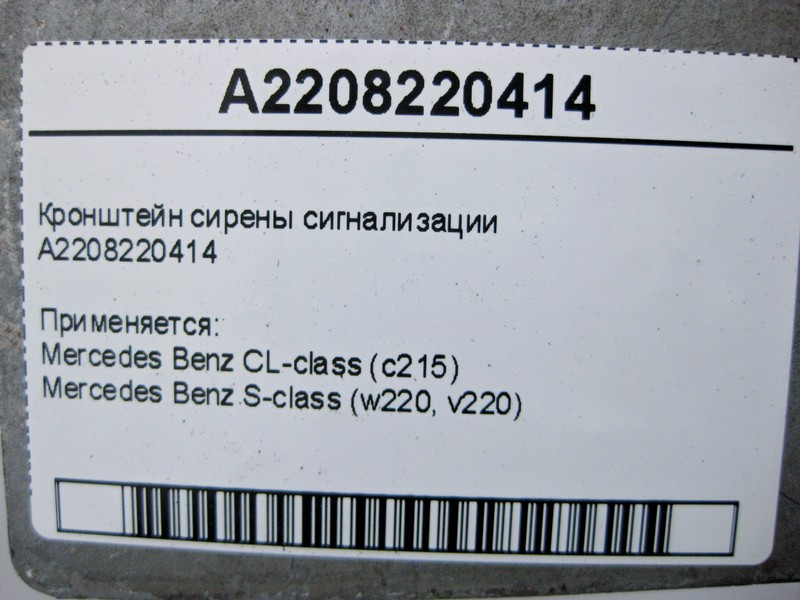 A2208220414
Кронштейн сирены сигнализации
A2208220414
Применяется:
Mercedes Benz CL-class (c215)
Mercedes Benz S-class (w220, v220)